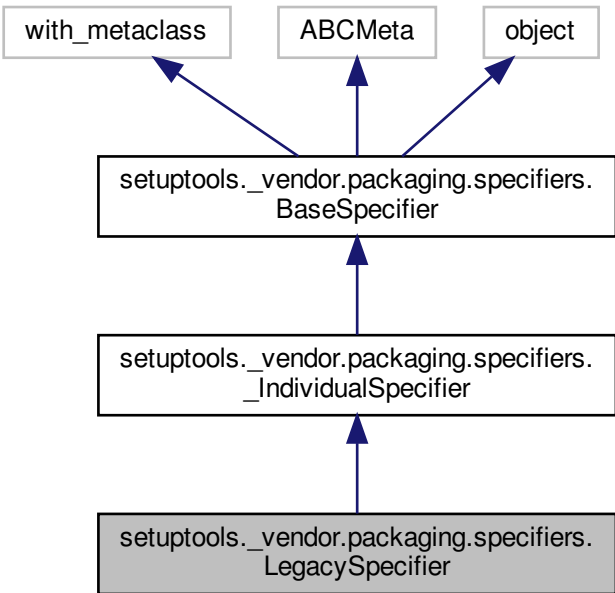 with_metaclass
ABCMeta
object
setuptools._vendor.packaging.specifiers.
BaseSpecifier
setuptools._vendor.packaging.specifiers.
_IndividualSpecifier
setuptools._vendor.packaging.specifiers.
LegacySpecifier